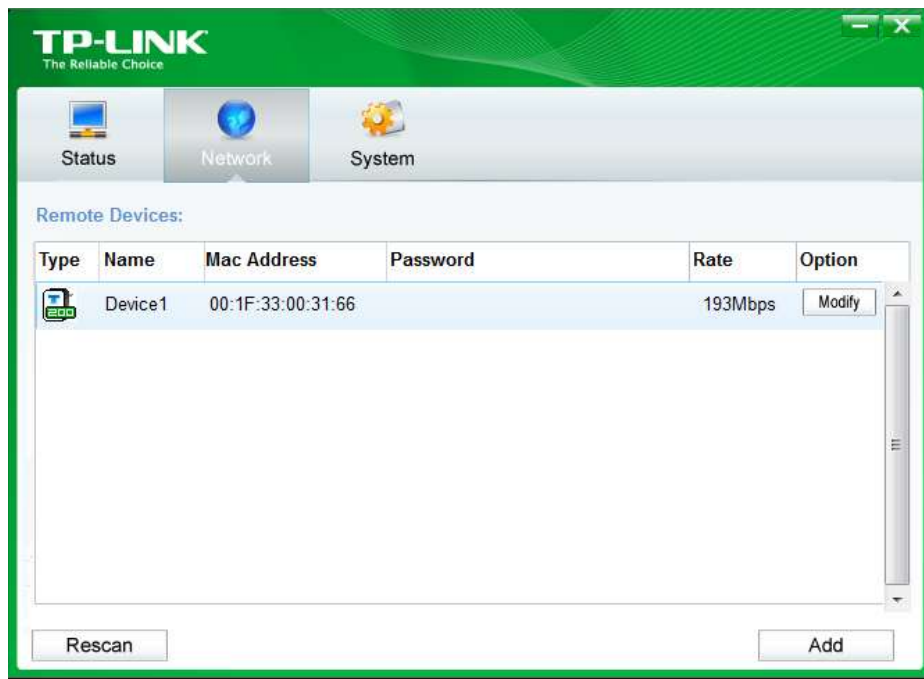 TP-LINK
The Reliable Choice
Status
Network
System
Remote Devices:
Type Name Mac Address Password Rate Option
T 200 Device1 00:1F:33:00:31:66 193Mbps Modify
Rescan Add